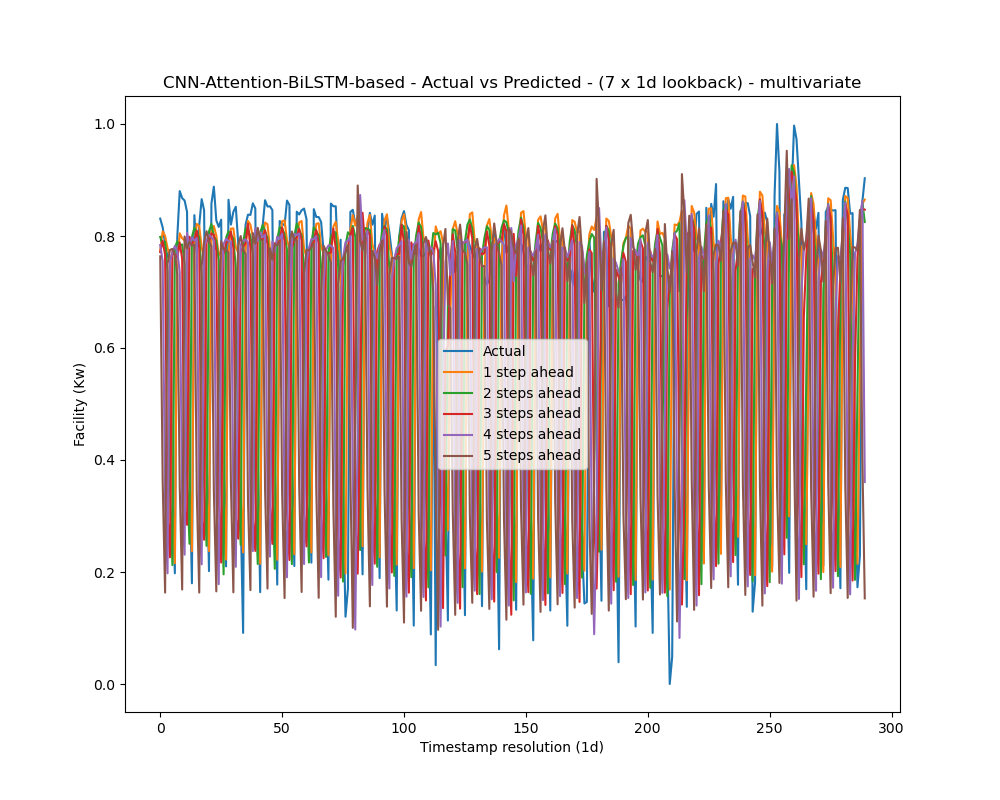 CNN-Attention-BiLSTM-based - Actual vs Predicted - (7 x 1d lookback) - multivariate
1.0
0.8
0.6
0.4
0.2
0.0
Facility (Kw)
Actual
1 step ahead
2 steps ahead
3 steps ahead
4 steps ahead
5 steps ahead
0 50 100 150 200 250 300
Timestamp resolution (1d)